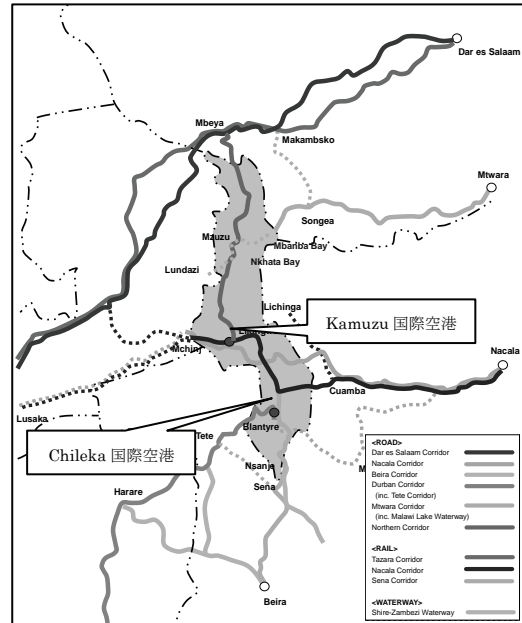 Dar es Salaam
Mbeya
Makambsko
Mtwara
Songea
Mzuzu
Mbamba Bay
Nkhata Bay
Lundazi
Lichinga
Kamuzu 国際空港
Mchinj
Nacala
Cuamba
Lusaka
Blantyre
Tete
Chileka 国際空港
Nsanje
Sena
Harare
Beira
<ROAD>
Dar es Salaam Corridor
Nacala Corridor
Beira Corridor
Durban Corridor
(inc. Tete Corridor)
Mtwara Corridor
(inc. Malawi Lake Waterway)
Northern Corridor
<RAIL>
Tazara Corridor
Nacala Corridor
Sena Corridor
<WATERWAY>
Shire-Zambezi Waterway